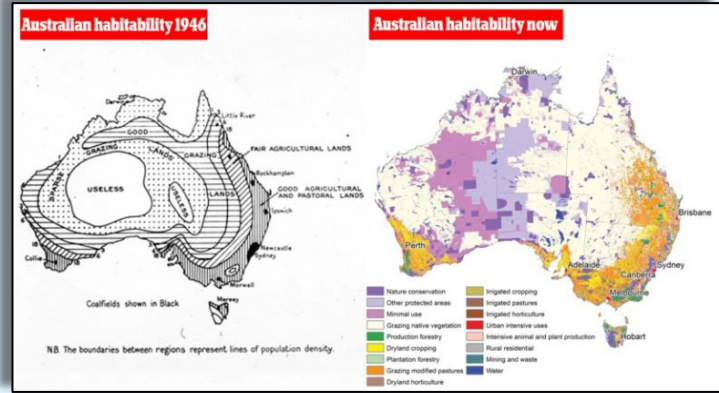 Australian habitability 1946
Darwin
Little River
GOOD
GRAZING
LANDS
GRAZING
FAIR AGRICULTURAL LANDS
Rockhampton
SPARSE
USELESS
USELESS
LANDS
GOOD AGRICULTURAL
AND PASTORAL LANDS
Ipswich
Newcastle
Sydney
Collie
Morwell
Mersey
Coalfields shown in Black
N.B. The boundaries between regions represent lines of population density.
Australian habitability now
Darwin
Brisbane
Perth
Adelaide
Sydney
Canberra
Melbourne
Hobart
Nature conservation
Other protected areas
Minimal use
Grazing native vegetation
Production forestry
Dryland cropping
Plantation forestry
Grazing modified pastures
Dryland horticulture
Irrigated cropping
Irrigated pastures
Irrigated horticulture
Urban intensive uses
Intensive animal and plant production
Rural residential
Mining and waste
Water